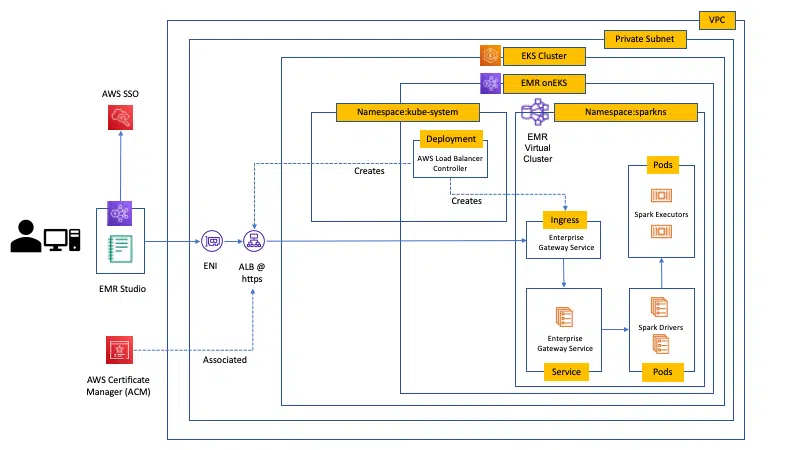 VPC
Private Subnet
EKS Cluster
EMR onEKS
AWS SSO
Namespace:kube-system
Namespace:sparkns
Deployment
EMR
Virtual
Cluster
AWS Load Balancer
Controller
Pods
Creates
Creates
Spark Executors
Ingress
Enterprise
Gateway Service
ENI
ALB @
https
EMR Studio
Spark Drivers
Enterprise
Gateway Service
Associated
Service
Pods
AWS Certificate
Manager (ACM)